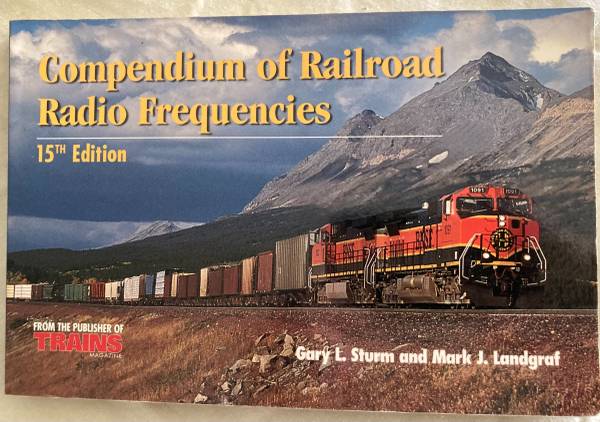 Compendium of Railroad
Radio Frequencies
15TH Edition
1091 1091
FROM THE PUBLISHER OF
TRAINS
MAGAZINE
Gary L. Sturm and Mark J. Landgraf